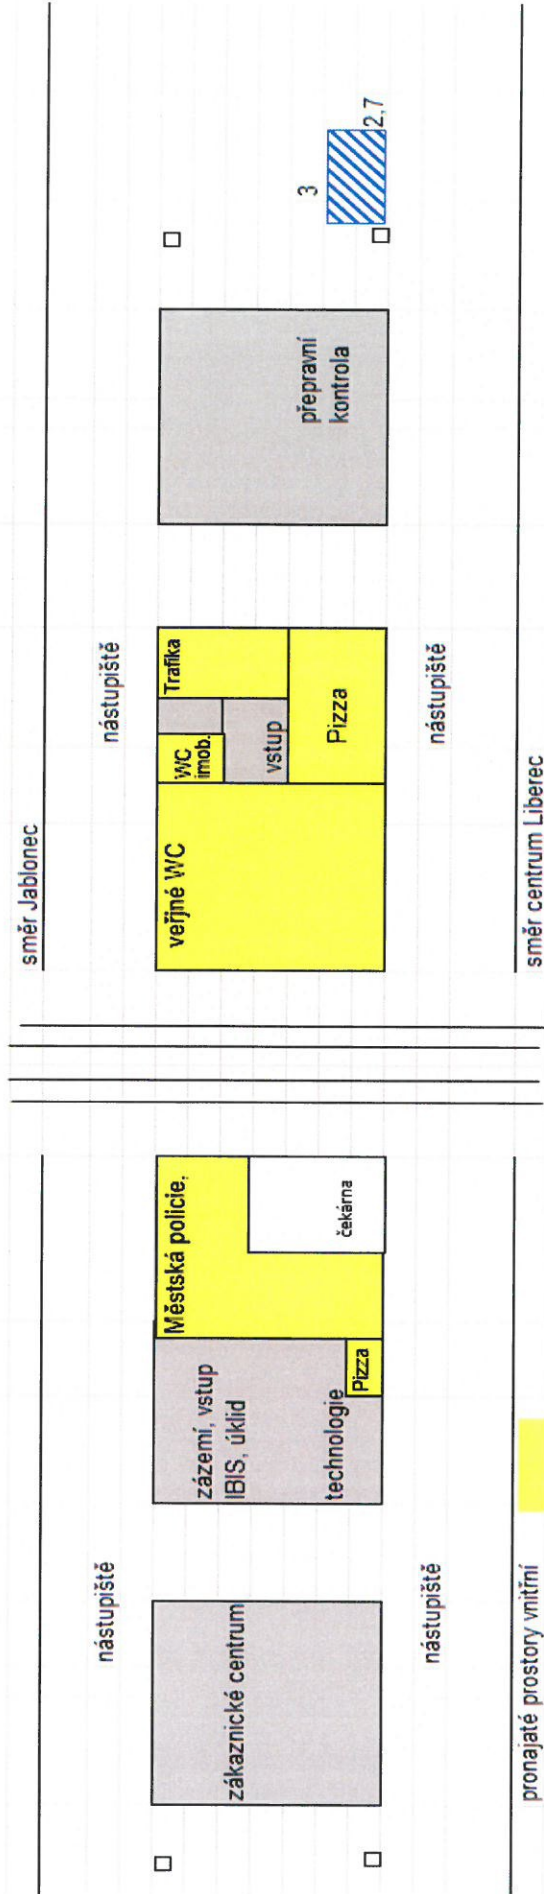 směr Jablonec
nástupiště
nástupiště
zákaznické centrum
zázemí, vstup
IBIS, úklid
technologie
Pizza
Městská policie,
čekárna
veřjné WC
WC
imob.
vstup
Trafika
Pizza
přepravní
kontrola
3
2,7
nástupiště
nástupiště
pronajaté prostory vnitřní
směr centrum Liberec